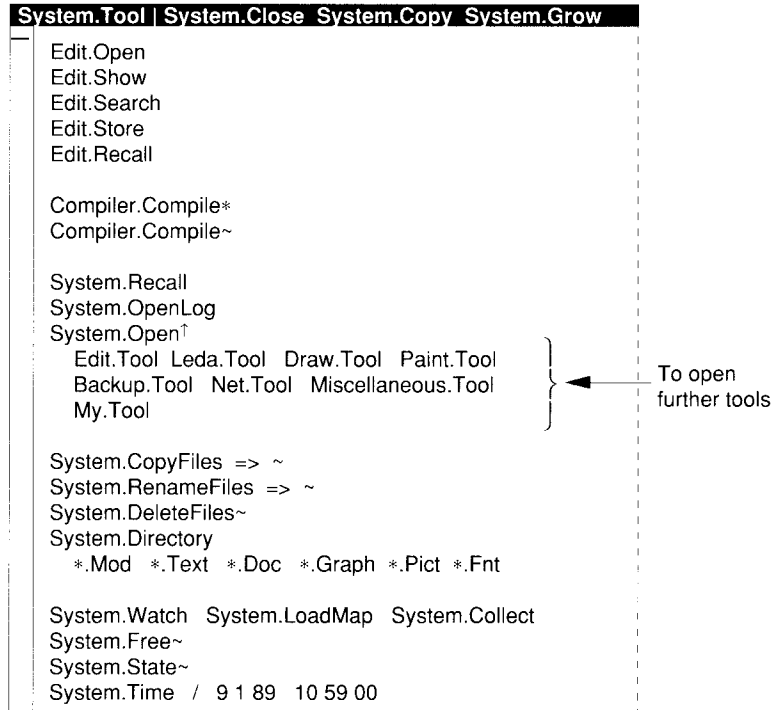 System.Tool | System.Close System.Copy System.Grow
Edit.Open
Edit.Show
Edit.Search
Edit.Store
Edit.Recall
Compiler.Compile*
Compiler.Compile~
System.Recall
System.OpenLog
System.Open↑
Edit.Tool Leda.Tool Draw.Tool Paint.Tool
Backup.Tool Net.Tool Miscellaneous.Tool
My.Tool
To open
further tools
System.CopyFiles => ~
System.RenameFiles => ~
System.DeleteFiles~
System.Directory
*.Mod *.Text *.Doc *.Graph *.Pict *.Fnt
System.Watch System.LoadMap System.Collect
System.Free~
System.State~
System.Time / 9 1 89 10 59 00